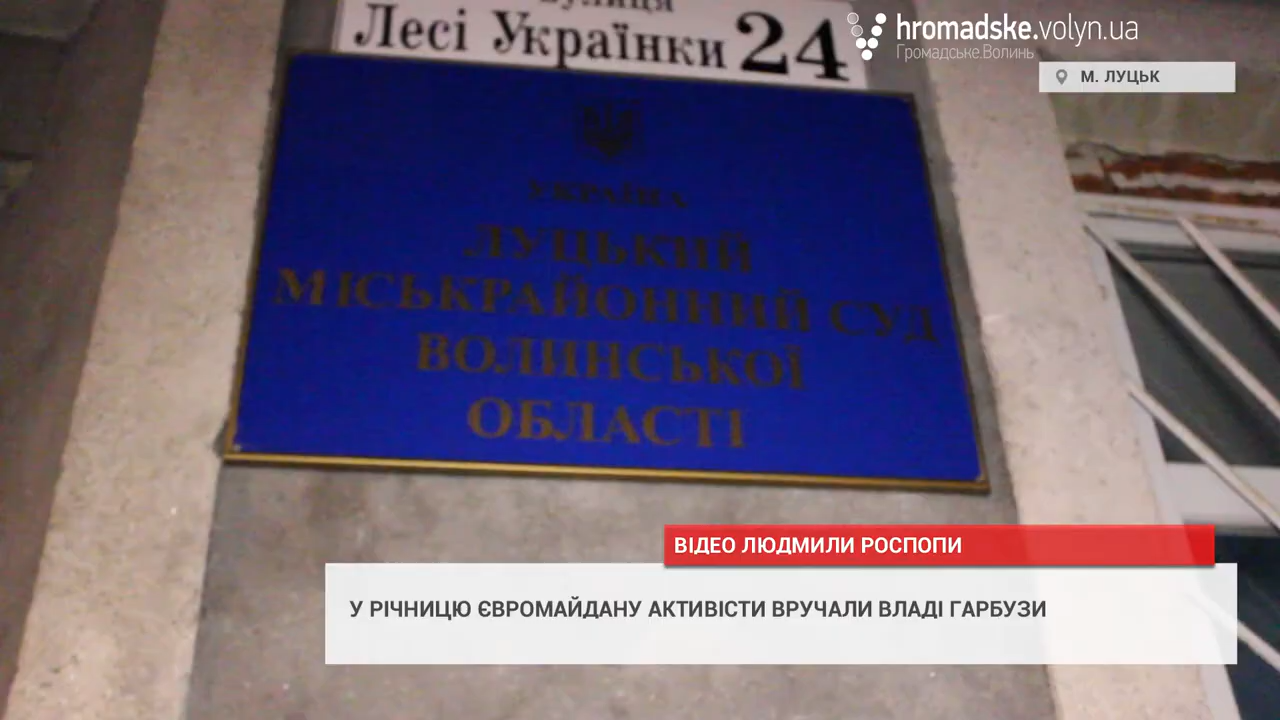 вулиця
Лесі Українки 24
hromadske.volyn.ua
Громадське.Волинь
М. ЛУЦЬК
УКРАЇНА
ЛУЦЬКИЙ
МІСЬКРАЙОННИЙ СУД
ВОЛИНСЬКОЇ
ОБЛАСТІ
ВІДЕО ЛЮДМИЛИ РОСПОПИ
У РІЧНИЦЮ ЄВРОМАЙДАНУ АКТИВІСТИ ВРУЧАЛИ ВЛАДІ ГАРБУЗИ